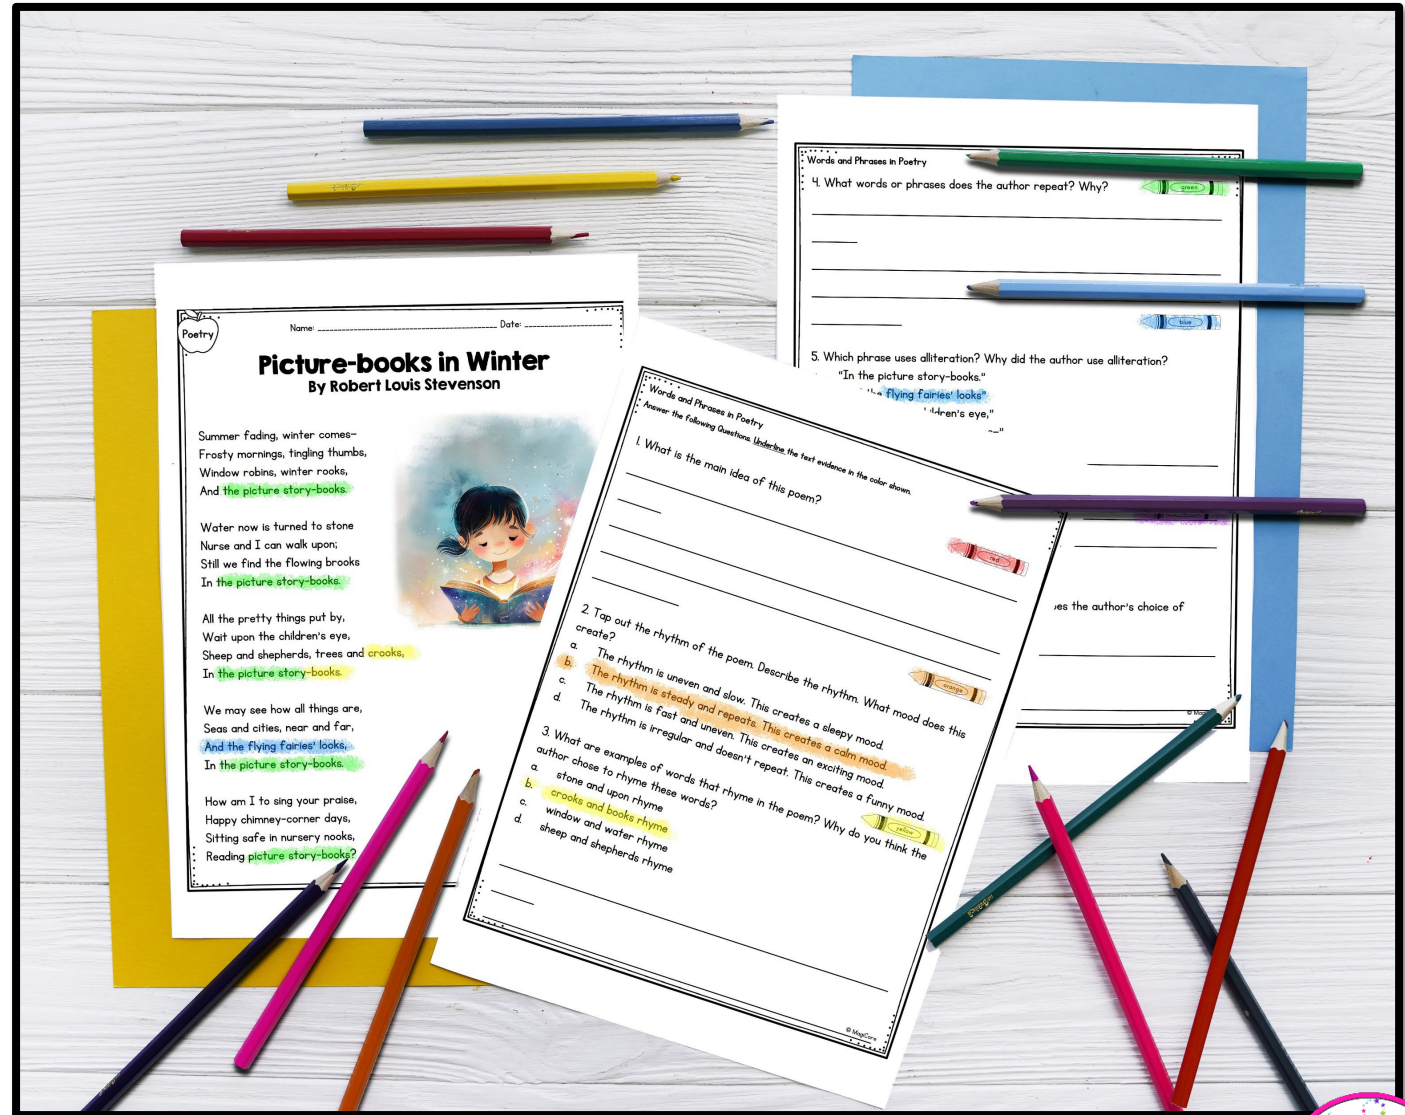 Poetry
Name: Date:
Picture-books in Winter
By Robert Louis Stevenson
Summer fading, winter comes–
Frosty mornings, tingling thumbs,
Window robins, winter rooks,
And the picture story-books.
Water now is turned to stone
Nurse and I can walk upon;
Still we find the flowing brooks
In the picture story-books.
All the pretty things put by,
Wait upon the children's eye,
Sheep and shepherds, trees and crooks,
In the picture story-books.
We may see how all things are,
Seas and cities, near and far,
And the flying fairies' looks,
In the picture story-books.
How am I to sing your praise,
Happy chimney-corner days,
Sitting safe in nursery nooks,
Reading picture story-books?
Words and Phrases in Poetry
Answer the following Questions. Underline the text evidence in the color shown.
1. What is the main idea of this poem?
red
2. Tap out the rhythm of the poem. Describe the rhythm. What mood does this
create?
orange
a. The rhythm is uneven and slow. This creates a sleepy mood.
b. The rhythm is steady and repeats. This creates a calm mood.
c. The rhythm is fast and uneven. This creates an exciting mood.
d. The rhythm is irregular and doesn't repeat. This creates a funny mood.
3. What are examples of words that rhyme in the poem? Why do you think the
author chose to rhyme these words?
yellow
a. stone and upon rhyme
b. crooks and books rhyme
c. window and water rhyme
d. sheep and shepherds rhyme
© MagiCore
Words and Phrases in Poetry
4. What words or phrases does the author repeat? Why?
green
blue
5. Which phrase uses alliteration? Why did the author use alliteration?
"In the picture story-books."
the flying fairies' looks"
eye,"
the author's choice of
©